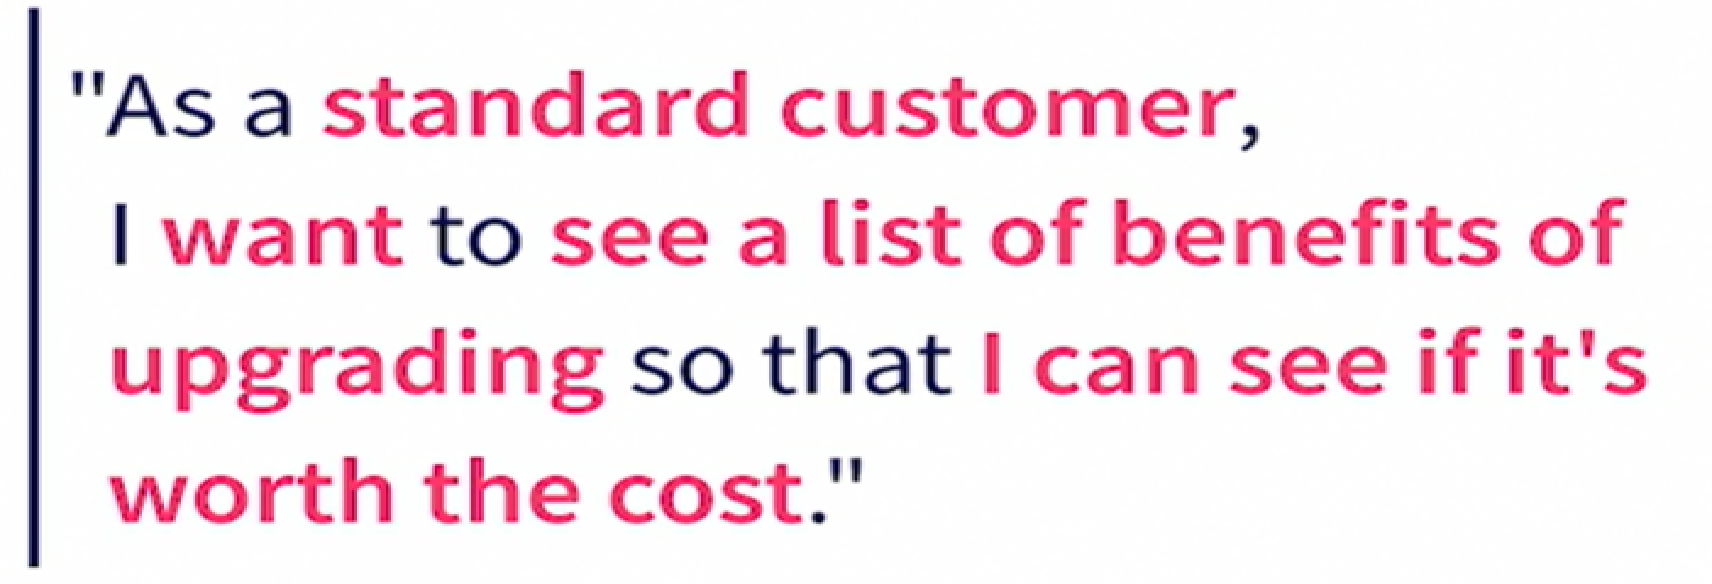 "As a standard customer,
I want to see a list of benefits of
upgrading so that I can see if it's
worth the cost."